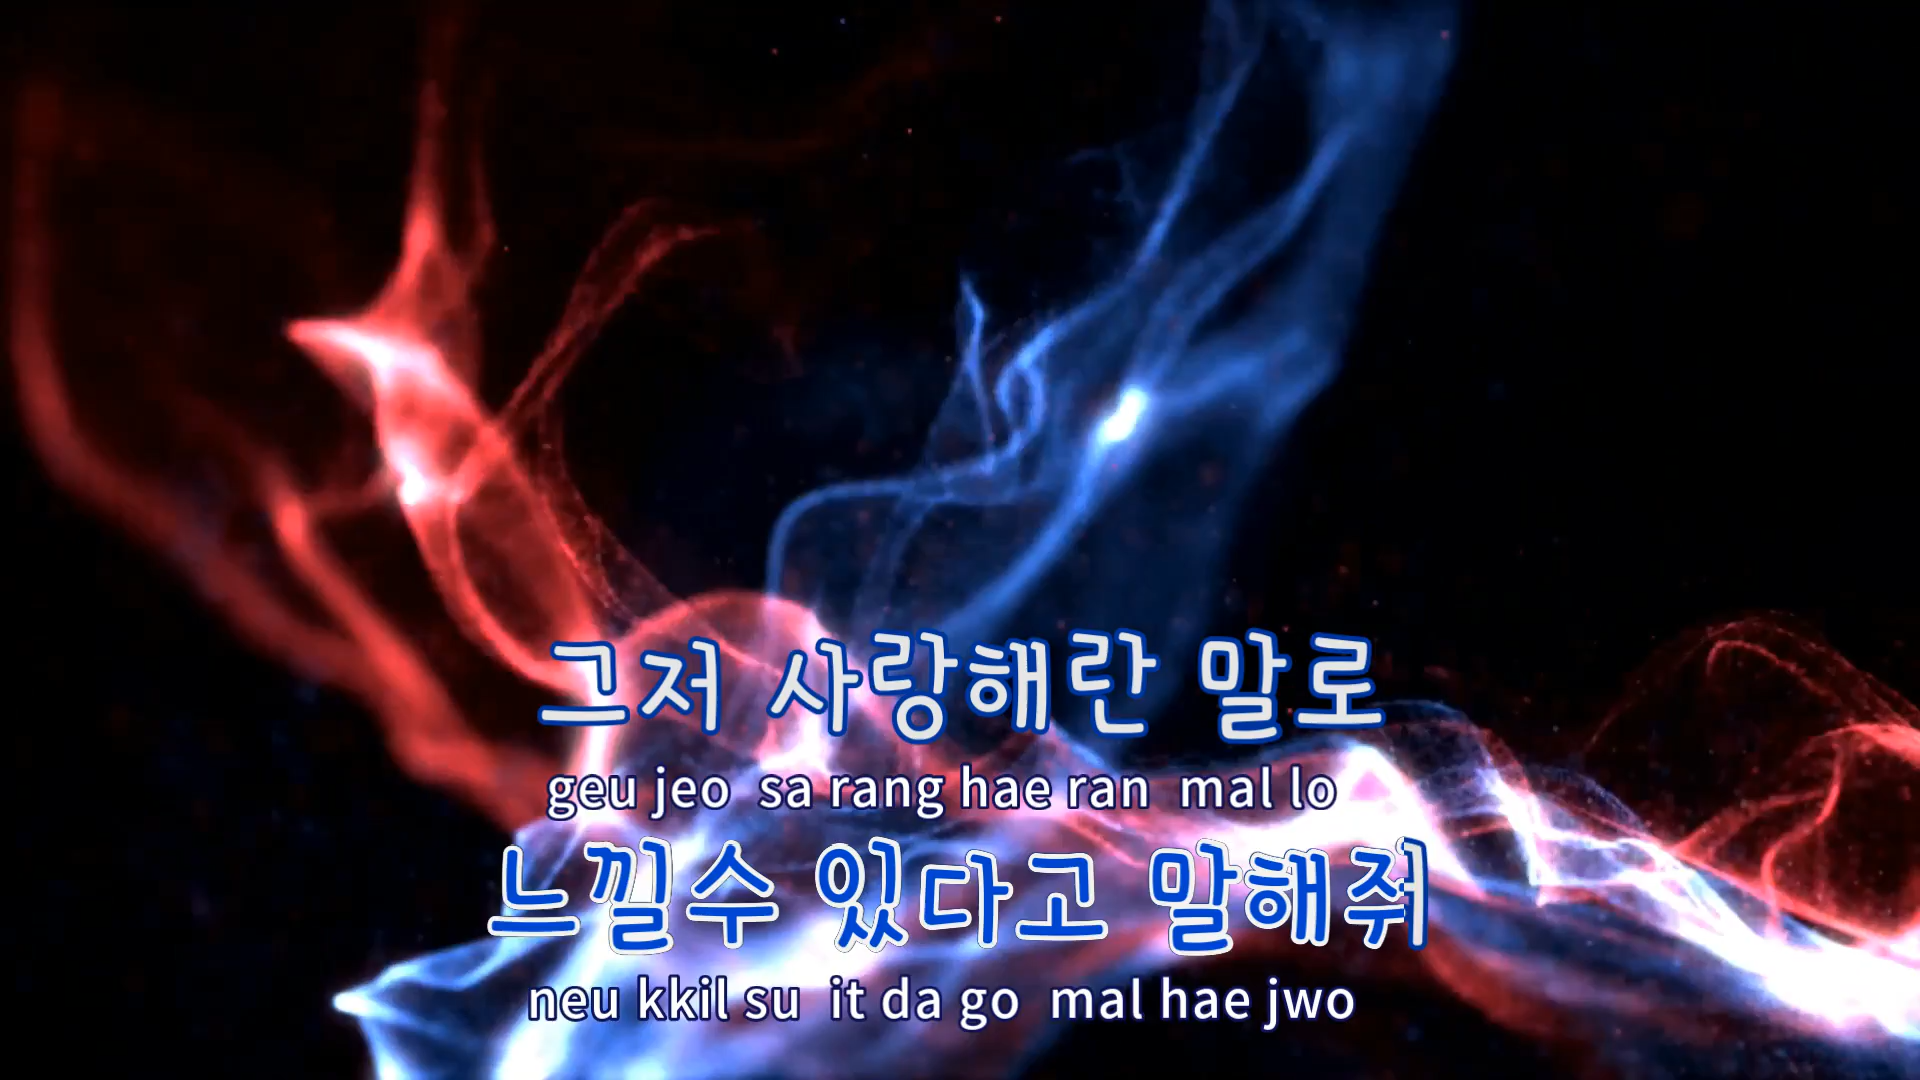 그저 사랑해란 말로
geu jeo sa rang hae ran mal lo
느낄수 있다고 말해줘
neu kkil su it da go mal hae jwo